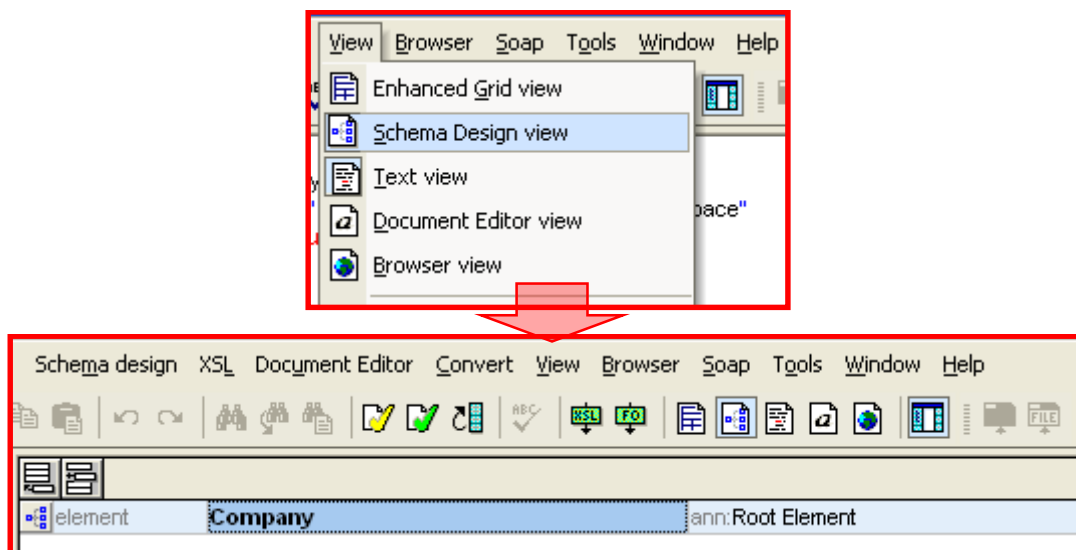 View Browser Soap Tools Window Help
Enhanced Grid view
Schema Design view
Text view
pace"
Document Editor view
Browser view
Schema design XSL Document Editor Convert View Browser Soap Tools Window Help
ABC XSL FO a FILE
element Company ann:Root Element